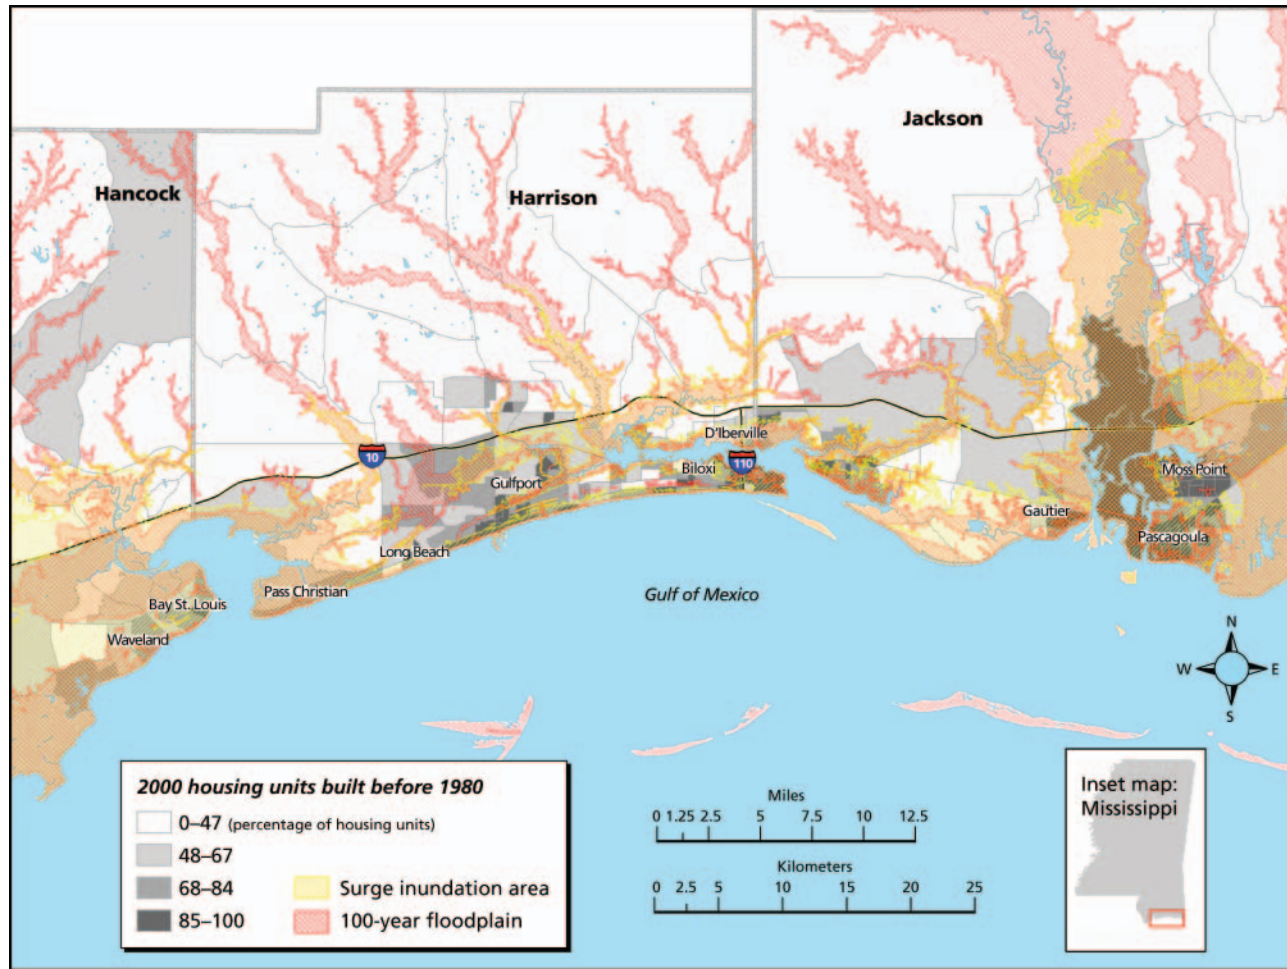 Jackson
Hancock
Harrison
D'Iberville
10
Biloxi
110
Moss Point
Gulfport
Gautier
Pascagoula
Long Beach
Pass Christian
Gulf of Mexico
Bay St. Louis
Waveland
N
W
E
S
2000 housing units built before 1980
0–47 (percentage of housing units)
48–67
68–84
85–100
Surge inundation area
100-year floodplain
Miles
0 1.25 2.5 5 7.5 10 12.5
Kilometers
0 2.5 5 10 15 20 25
Inset map:
Mississippi